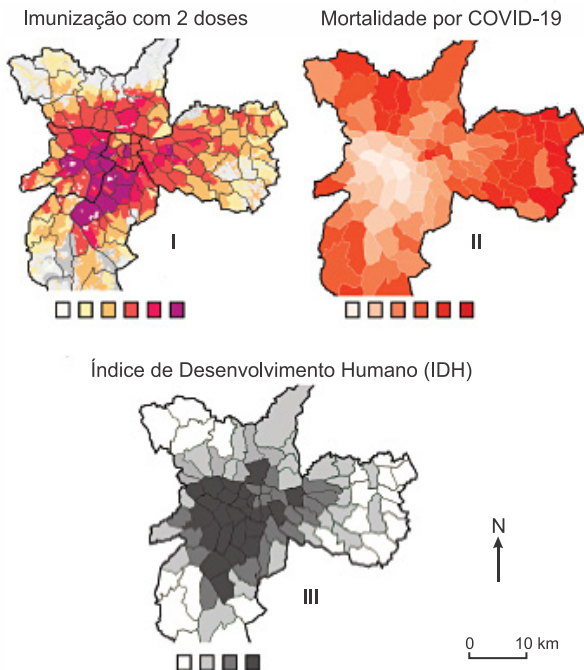 Imunização com 2 doses
Mortalidade por COVID-19
I
II
Índice de Desenvolvimento Humano (IDH)
III
N
0 10 km